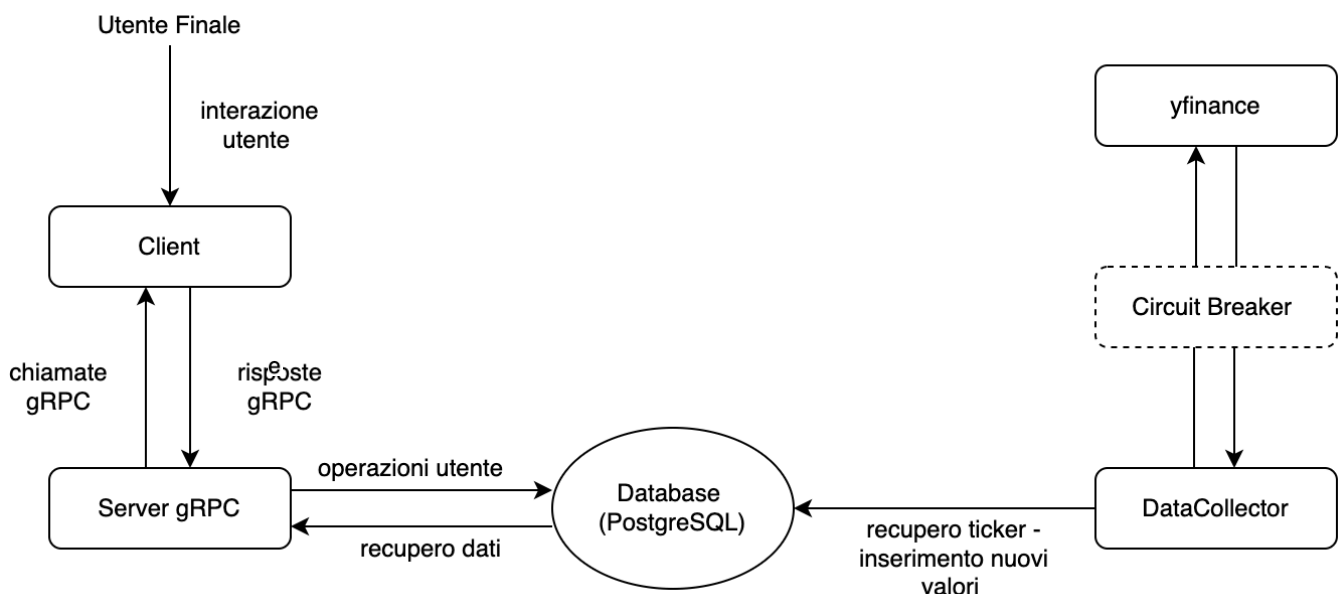 Utente Finale
interazione
utente
Client
chiamate
gRPC
risposte
gRPC
e
Server gRPC
operazioni utente
recupero dati
Database
(PostgreSQL)
recupero ticker -
inserimento nuovi
valori
yfinance
Circuit Breaker
DataCollector